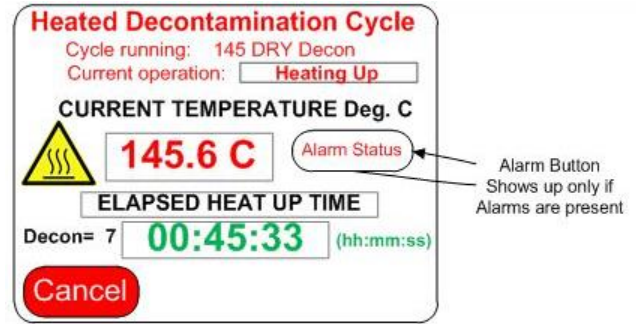 Heated Decontamination Cycle
Cycle running: 145 DRY Decon
Current operation: Heating Up
CURRENT TEMPERATURE Deg. C
145.6 C
Alarm Status
Alarm Button
Shows up only if
Alarms are present
ELAPSED HEAT UP TIME
Decon= 7 00:45:33 (hh:mm:ss)
Cancel